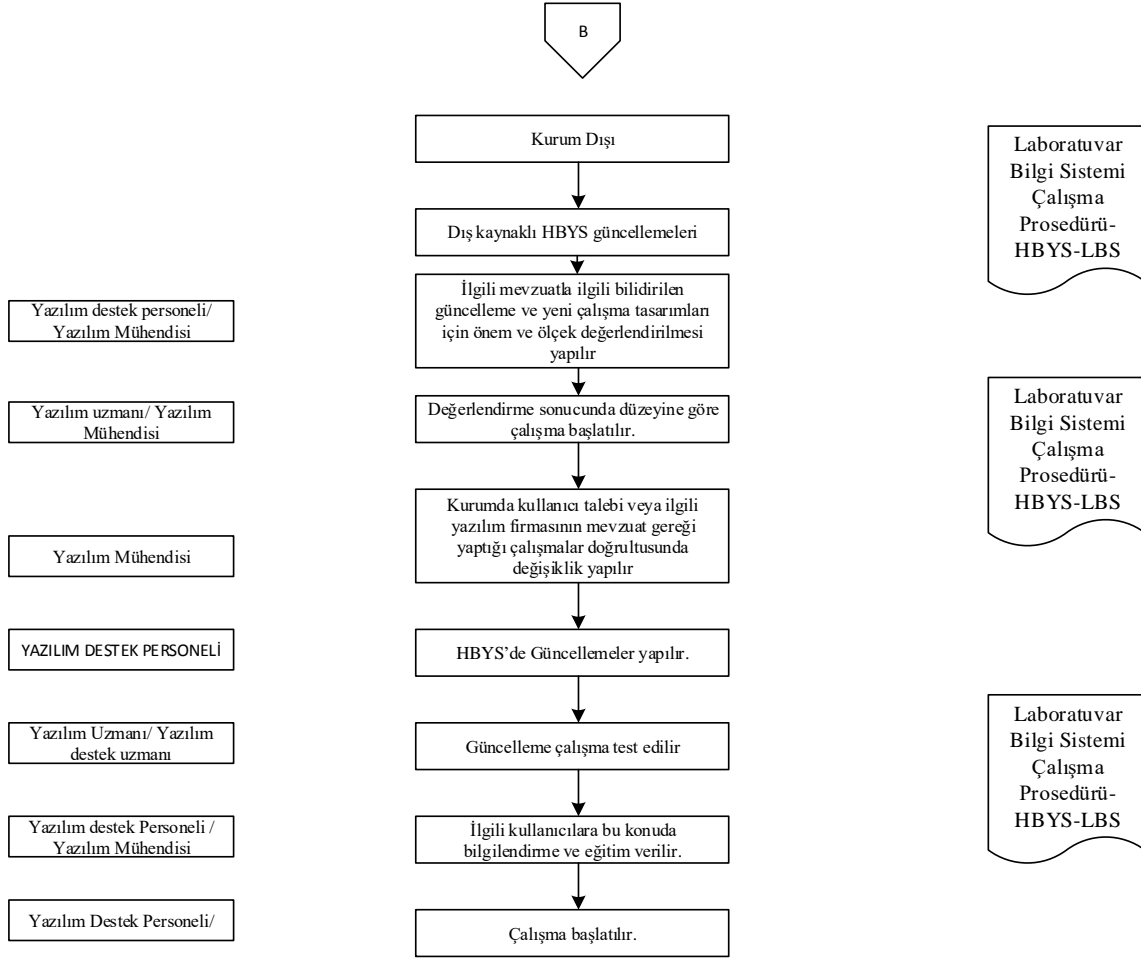 B
Kurum Dışı
Dış kaynaklı HBYS güncellemeleri
Yazılım destek personeli/
Yazılım Mühendisi
İlgili mevzuatla ilgili bilidirilen
güncelleme ve yeni çalışma tasarımları
için önem ve ölçek değerlendirilmesi
yapılır
Laboratuvar
Bilgi Sistemi
Çalışma
Prosedürü-
HBYS-LBS
Yazılım uzmanı/ Yazılım
Mühendisi
Değerlendirme sonucunda düzeyine göre
çalışma başlatılır.
Laboratuvar
Bilgi Sistemi
Çalışma
Prosedürü-
HBYS-LBS
Yazılım Mühendisi
Kurumda kullanıcı talebi veya ilgili
yazılım firmasının mevzuat gereği
yaptığı çalışmalar doğrultusunda
değişiklik yapılır
YAZILIM DESTEK PERSONELİ
HBYS’de Güncellemeler yapılır.
Yazılım Uzmanı/ Yazılım
destek uzmanı
Güncelleme çalışma test edilir
Laboratuvar
Bilgi Sistemi
Çalışma
Prosedürü-
HBYS-LBS
Yazılım destek Personeli /
Yazılım Mühendisi
İlgili kullanıcılara bu konuda
bilgilendirme ve eğitim verilir.
Yazılım Destek Personeli/
Çalışma başlatılır.